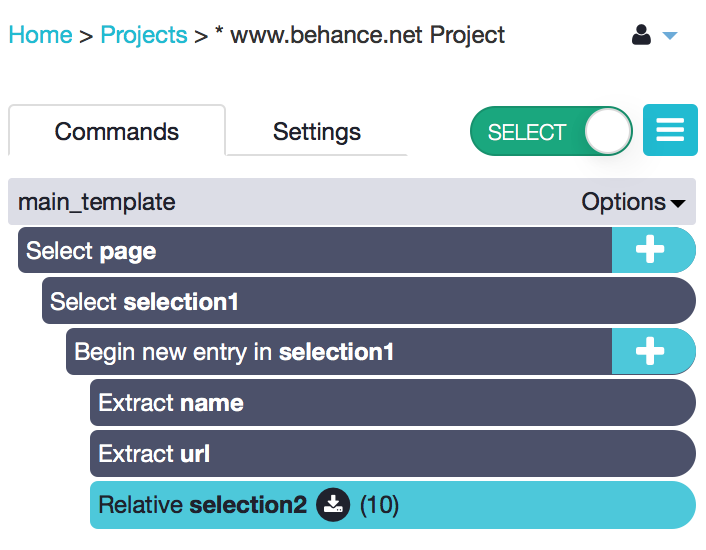 Home > Projects > * www.behance.net Project
Commands
Settings
SELECT
main_template
Options
Select page
Select selection1
Begin new entry in selection1
Extract name
Extract url
Relative selection2 (10)